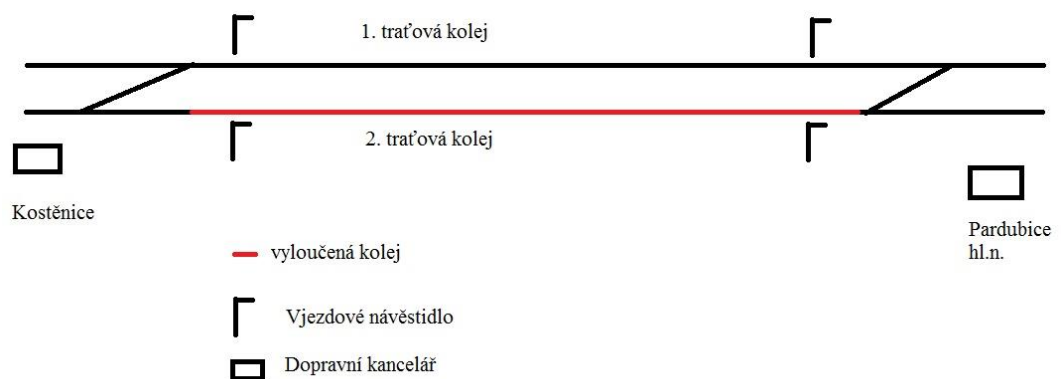 1. traťová kolej
2. traťová kolej
Kostěnice
Pardubice
hl.n.
vyloučená kolej
Vjezdové návěstidlo
Dopravní kancelář